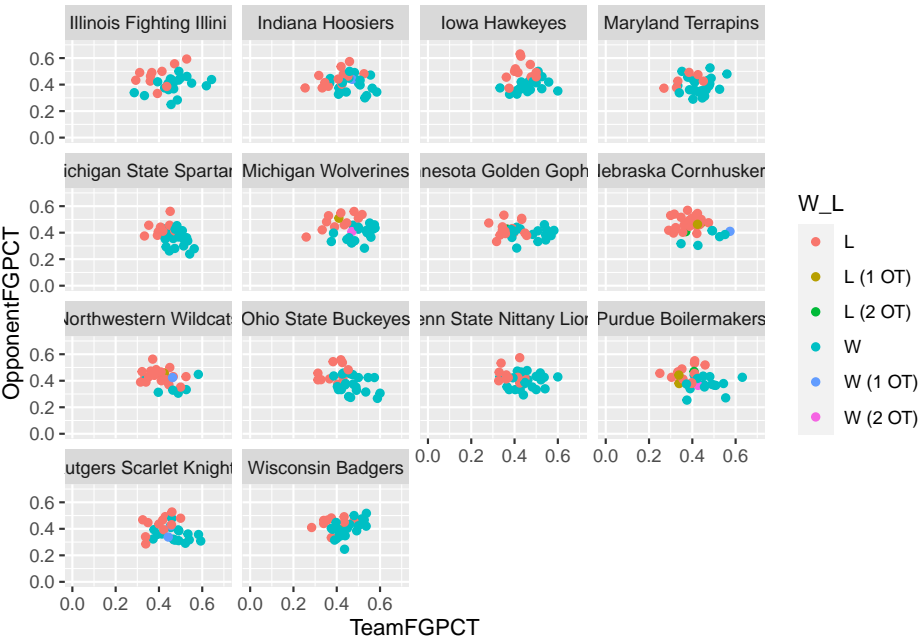 Illinois Fighting Illini
Indiana Hoosiers
Iowa Hawkeyes
Maryland Terrapins
ichigan State Spartan
Michigan Wolverines
nnesota Golden Goph
lebraska Cornhusker
Northwestern Wildcats
Ohio State Buckeyes
enn State Nittany Lion
Purdue Boilermakers
utgers Scarlet Knight
Wisconsin Badgers
0.6
0.4
0.2
0.0
0.6
0.4
0.2
0.0
0.6
0.4
0.2
0.0
0.6
0.4
0.2
0.0
0.0 0.2 0.4 0.6
0.0 0.2 0.4 0.6
0.0 0.2 0.4 0.6
0.0 0.2 0.4 0.6
OpponentFGPCT
TeamFGPCT
W_L
L
L (1 OT)
L (2 OT)
W
W (1 OT)
W (2 OT)